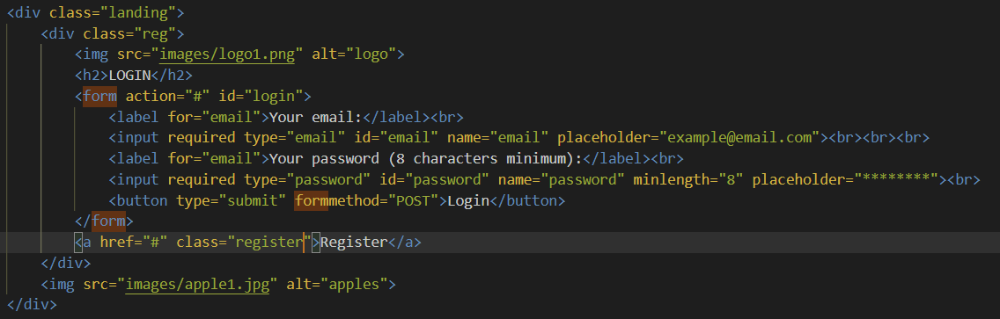 <div class="landing">
    <div class="reg">
        <img src="images/logo1.png" alt="logo">
        <h2>LOGIN</h2>
        <form action="#" id="login">
            <label for="email">Your email:</label><br>
            <input required type="email" id="email" name="email" placeholder="example@email.com"><br><br><br>
            <label for="email">Your password (8 characters minimum):</label><br>
            <input required type="password" id="password" name="password" minlength="8" placeholder="********"><br>
            <button type="submit" formmethod="POST">Login</button>
        </form>
        <a href="#" class="register">Register</a>
    </div>
    <img src="images/apple1.jpg" alt="apples">
</div>